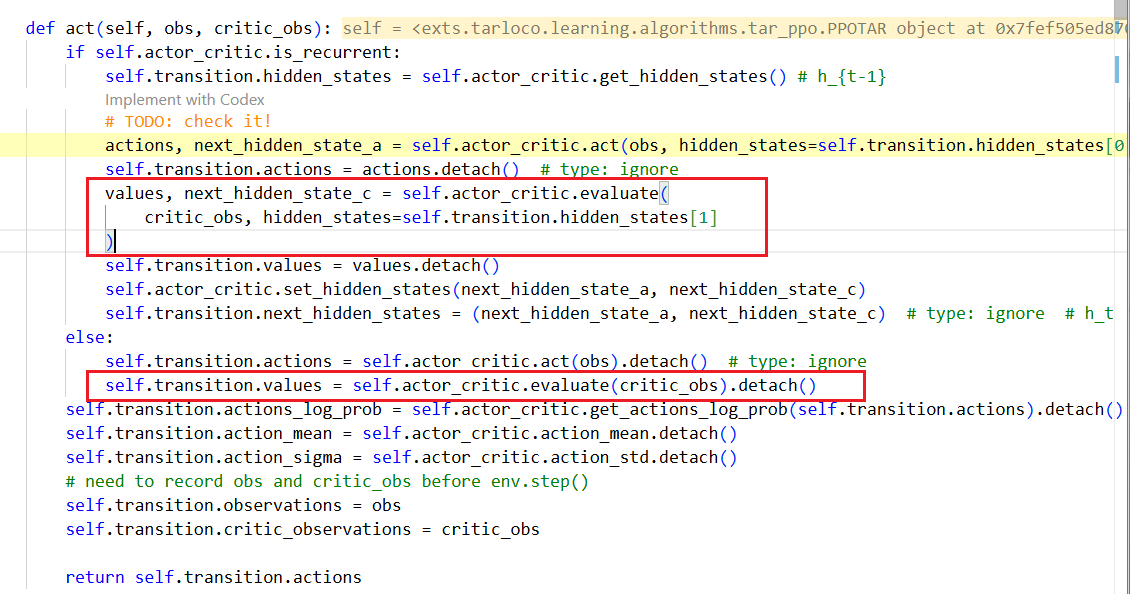 def act(self, obs, critic_obs): self = <exts.tarloco.learning.algorithms.tar_ppo.PPOTAR object at 0x7fef505ed
if self.actor_critic.is_recurrent:
self.transition.hidden_states = self.actor_critic.get_hidden_states() # h_{t-1}
Implement with Codex
# TODO: check it!
actions, next_hidden_state_a = self.actor_critic.act(obs, hidden_states=self.transition.hidden_states[0
self.transition.actions = actions.detach()  # type: ignore
values, next_hidden_state_c = self.actor_critic.evaluate(
critic_obs, hidden_states=self.transition.hidden_states[1]
)
self.transition.values = values.detach()
self.actor_critic.set_hidden_states(next_hidden_state_a, next_hidden_state_c)
self.transition.next_hidden_states = (next_hidden_state_a, next_hidden_state_c)  # type: ignore  # h_t
else:
self.transition.actions = self.actor_critic.act(obs).detach()  # type: ignore
self.transition.values = self.actor_critic.evaluate(critic_obs).detach()
self.transition.actions_log_prob = self.actor_critic.get_actions_log_prob(self.transition.actions).detach()
self.transition.action_mean = self.actor_critic.action_mean.detach()
self.transition.action_sigma = self.actor_critic.action_std.detach()
# need to record obs and critic_obs before env.step()
self.transition.observations = obs
self.transition.critic_observations = critic_obs
return self.transition.actions